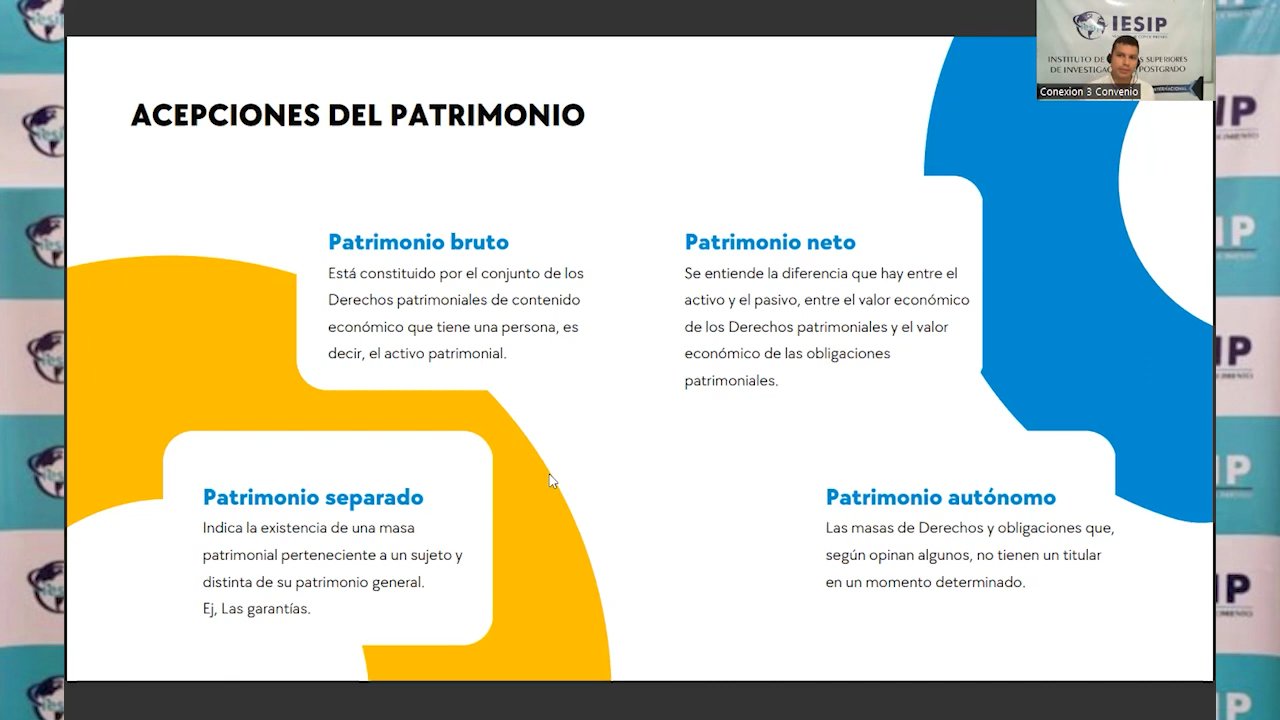 IESIP
INSTITUTO DE
SUPERIORES
DE INVESTIGAC
POSTGRADO
Conexion 3 Convenio
ACEPCIONES DEL PATRIMONIO
Patrimonio bruto
Está constituido por el conjunto de los
Derechos patrimoniales de contenido
económico que tiene una persona, es
decir, el activo patrimonial.
Patrimonio neto
Se entiende la diferencia que hay entre el
activo y el pasivo, entre el valor económico
de los Derechos patrimoniales y el valor
económico de las obligaciones
patrimoniales.
Patrimonio separado
Indica la existencia de una masa
patrimonial perteneciente a un sujeto y
distinta de su patrimonio general.
Ej, Las garantías.
Patrimonio autónomo
Las masas de Derechos y obligaciones que,
según opinan algunos, no tienen un titular
en un momento determinado.